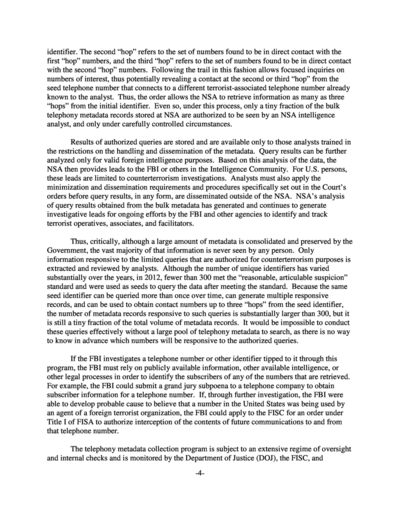 identifier. The second “hop” refers to the set of numbers found to be in direct contact with the
first “hop” numbers, and the third “hop” refers to the set of numbers found to be in direct contact
with the second “hop” numbers. Following the trail in this fashion allows focused inquiries on
numbers of interest, thus potentially revealing a contact at the second or third “hop” from the
seed telephone number that connects to a different terrorist-associated telephone number already
known to the analyst. Thus, the order allows the NSA to retrieve information as many as three
“hops” from the initial identifier. Even so, under this process, only a tiny fraction of the bulk
telephony metadata records stored at NSA are authorized to be seen by an NSA intelligence
analyst, and only under carefully controlled circumstances.
Results of authorized queries are stored and are available only to those analysts trained in
the restrictions on the handling and dissemination of the metadata. Query results can be further
analyzed only for valid foreign intelligence purposes. Based on this analysis of the data, the
NSA then provides leads to the FBI or others in the Intelligence Community. For U.S. persons,
these leads are limited to counterterrorism investigations. Analysts must also apply the
minimization and dissemination requirements and procedures specifically set out in the Court’s
orders before query results, in any form, are disseminated outside of the NSA. NSA’s analysis
of query results obtained from the bulk metadata has generated and continues to generate
investigative leads for ongoing efforts by the FBI and other agencies to identify and track
terrorist operatives, associates, and facilitators.
Thus, critically, although a large amount of metadata is consolidated and preserved by the
Government, the vast majority of that information is never seen by any person. Only
information responsive to the limited queries that are authorized for counterterrorism purposes is
extracted and reviewed by analysts. Although the number of unique identifiers has varied
substantially over the years, in 2012, fewer than 300 met the “reasonable, articulable suspicion”
standard and were used as seeds to query the data after meeting the standard. Because the same
seed identifier can be queried more than once over time, can generate multiple responsive
records, and can be used to obtain contact numbers up to three “hops” from the seed identifier,
the number of metadata records responsive to such queries is substantially larger than 300, but it
is still a tiny fraction of the total volume of metadata records. It would be impossible to conduct
these queries effectively without a large pool of telephony metadata to search, as there is no way
to know in advance which numbers will be responsive to the authorized queries.
If the FBI investigates a telephone number or other identifier tipped to it through this
program, the FBI must rely on publicly available information, other available intelligence, or
other legal processes in order to identify the subscribers of any of the numbers that are retrieved.
For example, the FBI could submit a grand jury subpoena to a telephone company to obtain
subscriber information for a telephone number. If, through further investigation, the FBI were
able to develop probable cause to believe that a number in the United States was being used by
an agent of a foreign terrorist organization, the FBI could apply to the FISC for an order under
Title I of FISA to authorize interception of the contents of future communications to and from
that telephone number.
The telephony metadata collection program is subject to an extensive regime of oversight
and internal checks and is monitored by the Department of Justice (DOJ), the FISC, and
-4-